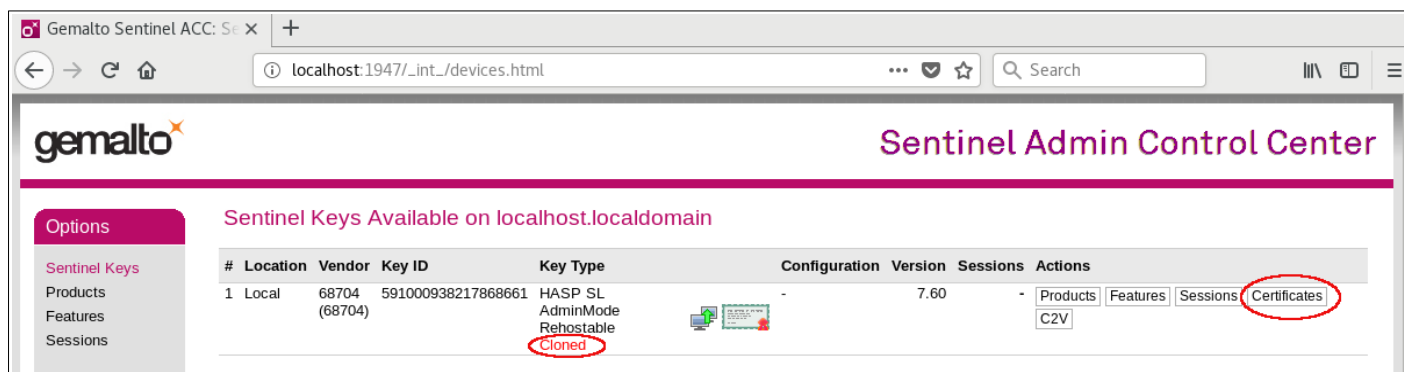 Gemalto Sentinel ACC: Se
localhost:1947/_int_/devices.html
Search
gemalto
Sentinel Admin Control Center
Options
Sentinel Keys
Products
Features
Sessions
Sentinel Keys Available on localhost.localdomain
# Location Vendor Key ID Key Type Configuration Version Sessions Actions
1 Local 68704 591000938217868661 HASP SL - 7.60 - Products Features Sessions Certificates
(68704) AdminMode C2V
Rehostable
Cloned